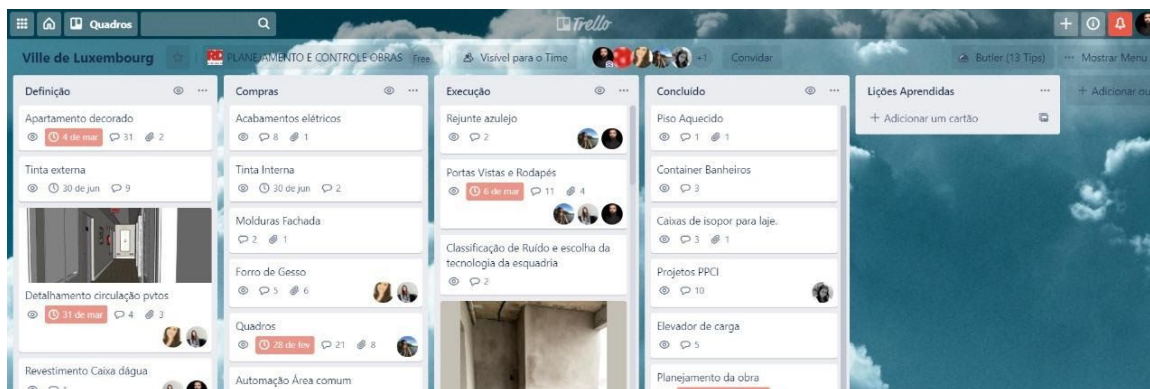 Quadros
Trello
Ville de Luxembourg
PLANEJAMENTO E CONTROLE OBRAS Free
Visível para o Time
+1
Convidar
Butler (13 Tips)
Mostrar Menu
Definição
Apartamento decorado
4 de mar 31 2
Tinta externa
30 de jun 9
Detalhamento circulação pvtos
31 de mar 4 3
Revestimento Caixa dágua
Compras
Acabamentos elétricos
8 1
Tinta Interna
30 de jun 2
Molduras Fachada
2 1
Forro de Gesso
5 6
Quadros
28 de fev 21 8
Automação Área comum
Execução
Rejunte azulejo
2
Portas Vistas e Rodapés
6 de mar 11 4
Classificação de Ruído e escolha da
tecnologia da esquadria
2
Concluído
Piso Aquecido
1 1
Container Banheiros
3
Caixas de isopor para laje.
3 1
Projetos PPCI
10
Elevador de carga
5
Planejamento da obra
Lições Aprendidas
+ Adicionar um cartão
+ Adicionar ou